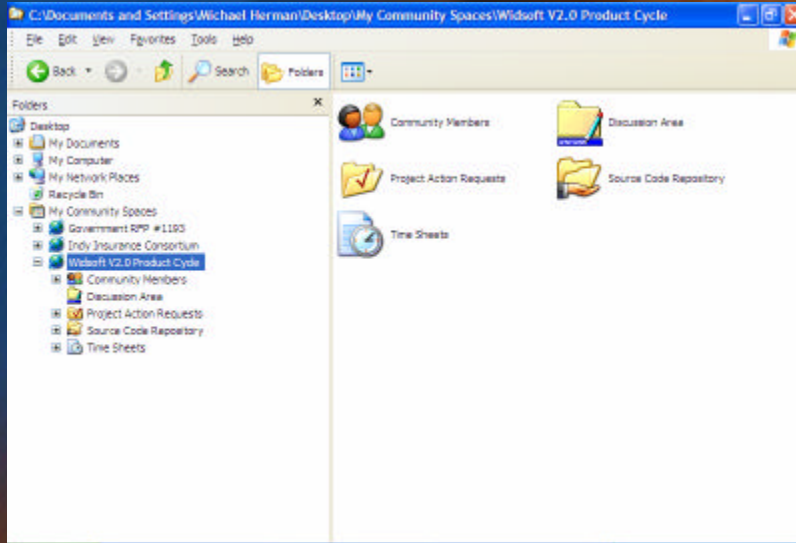 C:\Documents and Settings\Michael Herman\Desktop\My Community Spaces\Widsoft V2.0 Product Cycle
File Edit View Favorites Tools Help
Back Search Folders
Folders x
Desktop
My Documents
My Computer
My Network Places
Recycle Bin
My Community Spaces
Government RFP #1193
Indy Insurance Consortium
Widsoft V2.0 Product Cycle
Community Members
Discussion Area
Project Action Requests
Source Code Repository
Time Sheets
Community Members Discussion Area
Project Action Requests Source Code Repository
Time Sheets